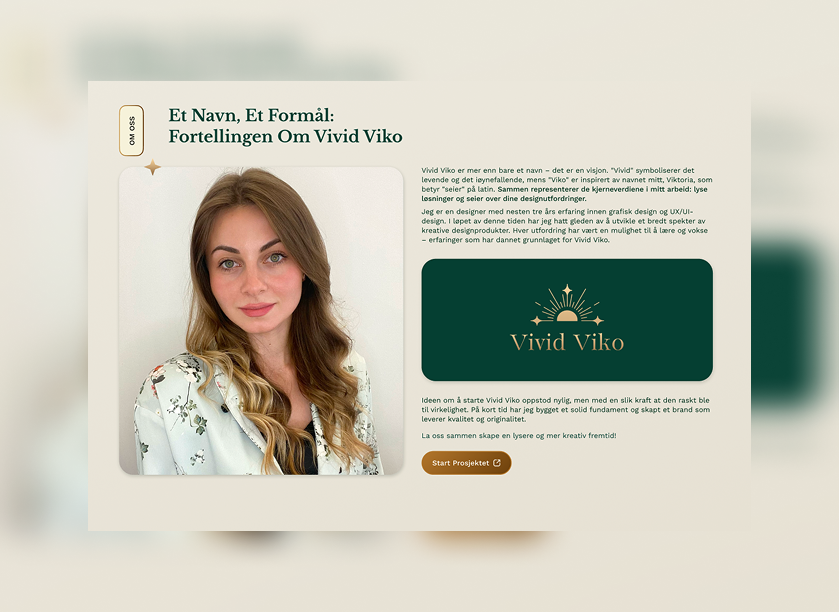 OM OSS
Et Navn, Et Formål:
Fortellingen Om Vivid Viko
Vivid Viko er mer enn bare et navn – det er en visjon. "Vivid" symboliserer det
levende og det iøynefallende, mens "Viko" er inspirert av navnet mitt, Viktoria, som
betyr "seier" på latin. Sammen representerer de kjerneverdiene i mitt arbeid: lyse
løsninger og seier over dine designutfordringer.
Jeg er en designer med nesten tre års erfaring innen grafisk design og UX/UI-
design. I løpet av denne tiden har jeg hatt gleden av å utvikle et bredt spekter av
kreative designprodukter. Hver utfordring har vært en mulighet til å lære og vokse
– erfaringer som har dannet grunnlaget for Vivid Viko.
Vivid Viko
Ideen om å starte Vivid Viko oppstod nylig, men med en slik kraft at den raskt ble
til virkelighet. På kort tid har jeg bygget et solid fundament og skapt et brand som
leverer kvalitet og originalitet.
La oss sammen skape en lysere og mer kreativ fremtid!
Start Prosjektet